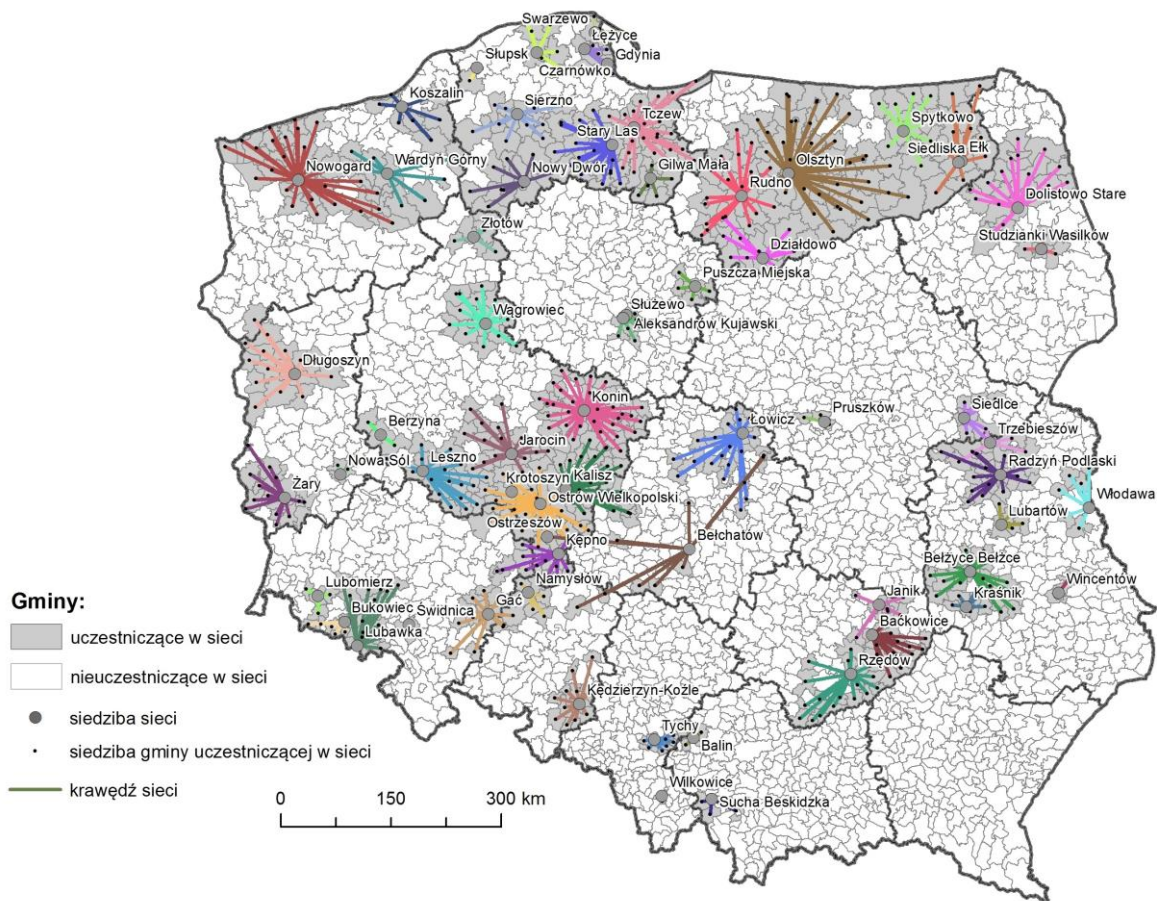 Swarzewo
Łężyce
Słupsk
Gdynia
Czarnówko
Koszalin
Sierzno
Tczew
Spytkowo
Stary Las
Siedliska Ełk
Nowogard
Wardyń Górny
Nowy Dwór
Gilwa Mała
Olsztyn
Rudno
Dolistowo Stare
Złotów
Działdowo
Studzianki Wasilków
Puszcza Miejska
Wągrowiec
Służewo
Aleksandrów Kujawski
Długoszyn
Konin
Berzyna
Jarocin
Łowicz
Pruszków
Siedlce
Trzebieszów
Nowa Sól
Leszno
Kalisz
Radzyń Podlaski
Żary
Krotoszyn
Ostrów Wielkopolski
Włodawa
Lubartów
Ostrzeszów
Kępno
Bełchatów
Bełżyce Bełżce
Namysłów
Kraśnik
Wincentów
Lubomierz
Gać
Janik
Bukowiec
Świdnica
Baćkowice
Lubawka
Rzędów
Kędzierzyn-Koźle
Tychy
Balin
Wilkowice
Sucha Beskidzka
Gminy:
uczestniczące w sieci
nieuczestniczące w sieci
siedziba sieci
siedziba gminy uczestniczącej w sieci
krawędź sieci
0 150 300 km